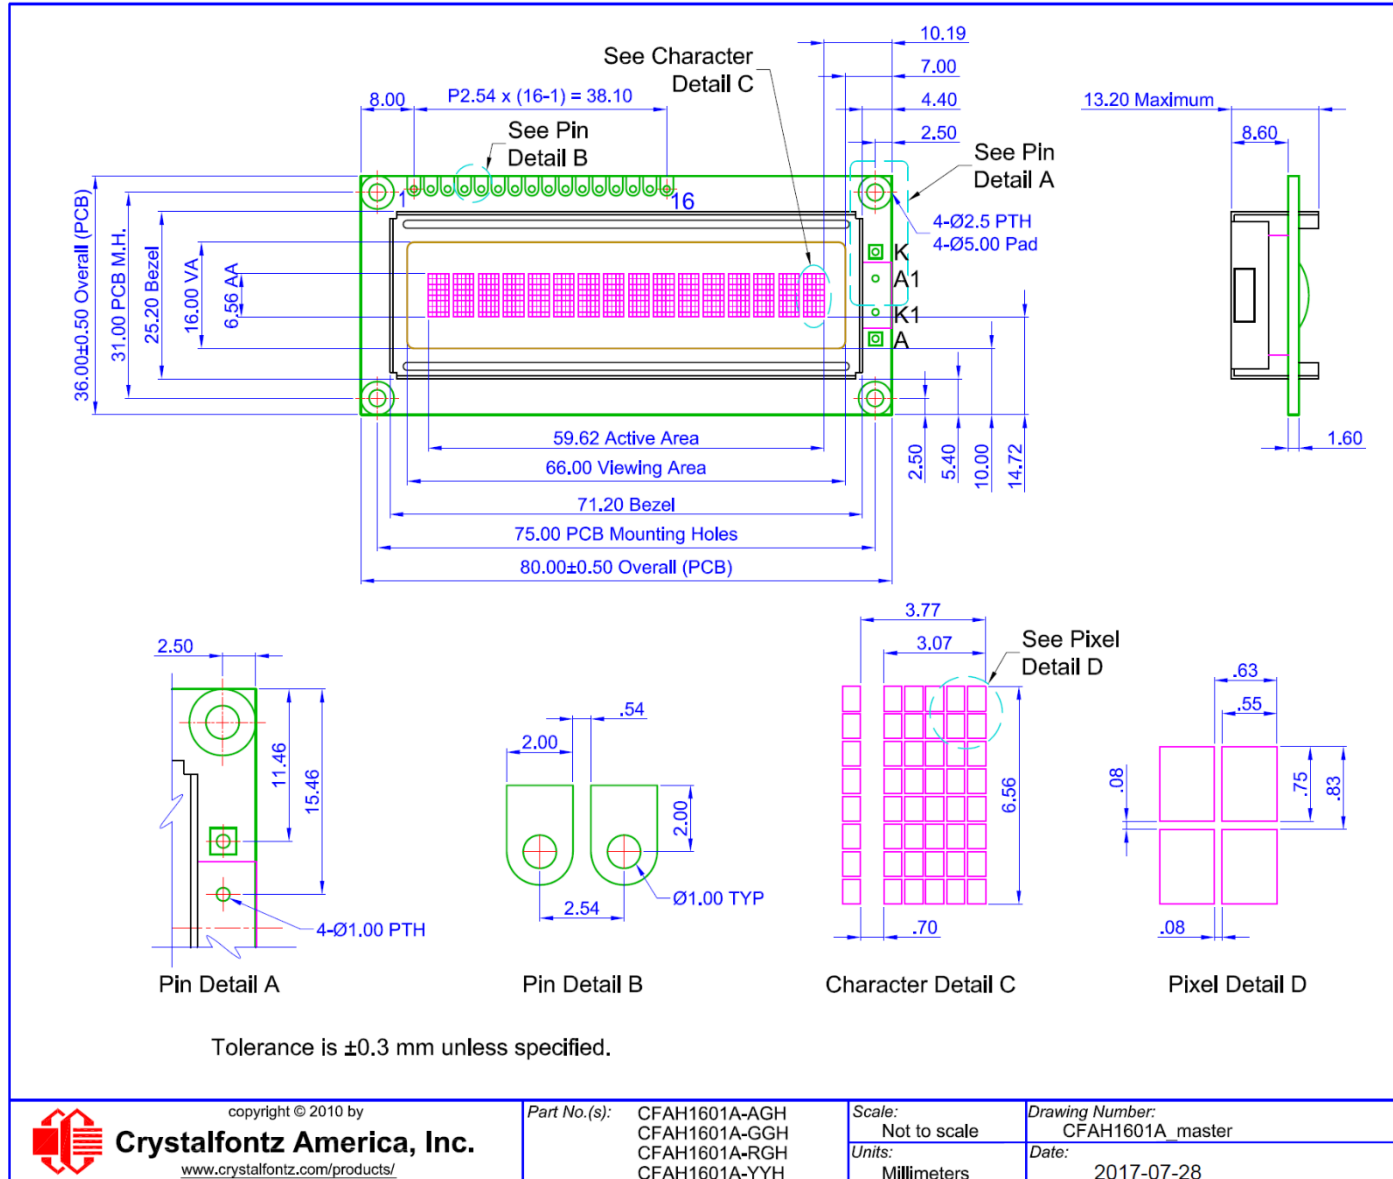 10.19
See Character
Detail C
7.00
8.00
P2.54 x (16-1) = 38.10
4.40
13.20 Maximum
See Pin
Detail B
2.50
8.60
See Pin
Detail A
1
16
4-Ø2.5 PTH
4-Ø5.00 Pad
36.00±0.50 Overall (PCB)
31.00 PCB M.H.
25.20 Bezel
16.00 VA
6.56 AA
K
A1
K1
A
59.62 Active Area
66.00 Viewing Area
71.20 Bezel
75.00 PCB Mounting Holes
80.00±0.50 Overall (PCB)
2.50
5.40
10.00
14.72
1.60
2.50
11.46
15.46
4-Ø1.00 PTH
Pin Detail A
.54
2.00
2.00
Ø1.00 TYP
2.54
Pin Detail B
3.77
3.07
See Pixel
Detail D
6.56
.70
Character Detail C
.63
.55
.08
.75
.83
.08
Pixel Detail D
Tolerance is ±0.3 mm unless specified.
copyright © 2010 by
Crystalfontz America, Inc.
www.crystalfontz.com/products/
Part No.(s):
CFAH1601A-AGH
CFAH1601A-GGH
CFAH1601A-RGH
CFAH1601A-YYH
Scale:
Not to scale
Units:
Millimeters
Drawing Number:
CFAH1601A_master
Date:
2017-07-28